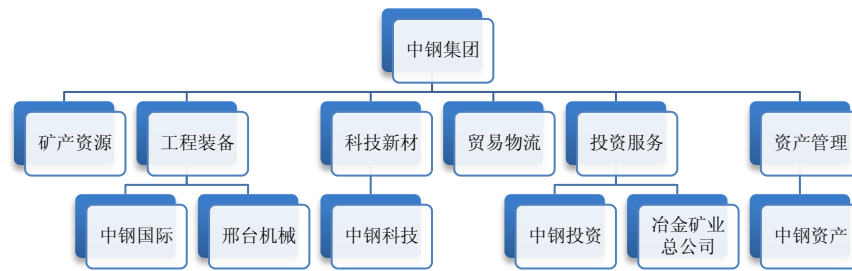 中钢集团
矿产资源
工程装备
科技新材
贸易物流
投资服务
资产管理
中钢国际
邢台机械
中钢科技
中钢投资
冶金矿业
总公司
中钢资产